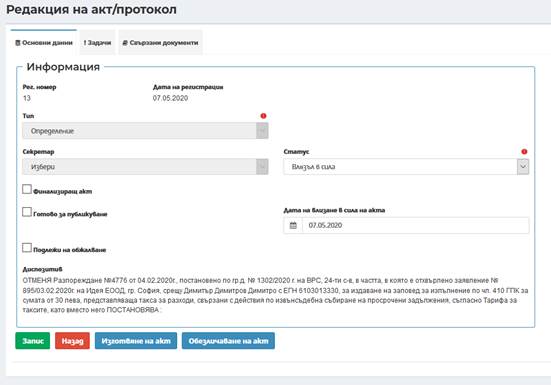 Редакция на акт/протокол
Основни данни
! Задачи
Свързани документи
Информация
Рег. номер
Дата на регистрация
13
07.05.2020
Тип
Определение
Секретар
Статус
Избери
Влязъл в сила
Финализиращ акт
Готово за публикуване
Дата на влизане в сила на акта
07.05.2020
Подлежи на обжалване
Диспозитив
ОТМЕНЯ Разпореждане №4776 от 04.02.2020г., постановено по гр.д. № 1302/2020 г. на ВРС, 24-ти с-в, в частта, в която е отхвърлено заявление №
895/03.02.2020г. на Идея ЕООД, гр. София, срещу Димитър Димитров Димитро с ЕГН 6103013330, за издаване на заповед за изпълнение по чл. 410 ГПК за
сумата от 30 лева, представляваща такса за разходи, свързани с действия по извънсъдебна събиране на просрочени задължения, съгласно Тарифа за
таксите, като вместо него ПОСТАНОВЯВА :
Запис
Назад
Изготвяне на акт
Обезличаване на акт